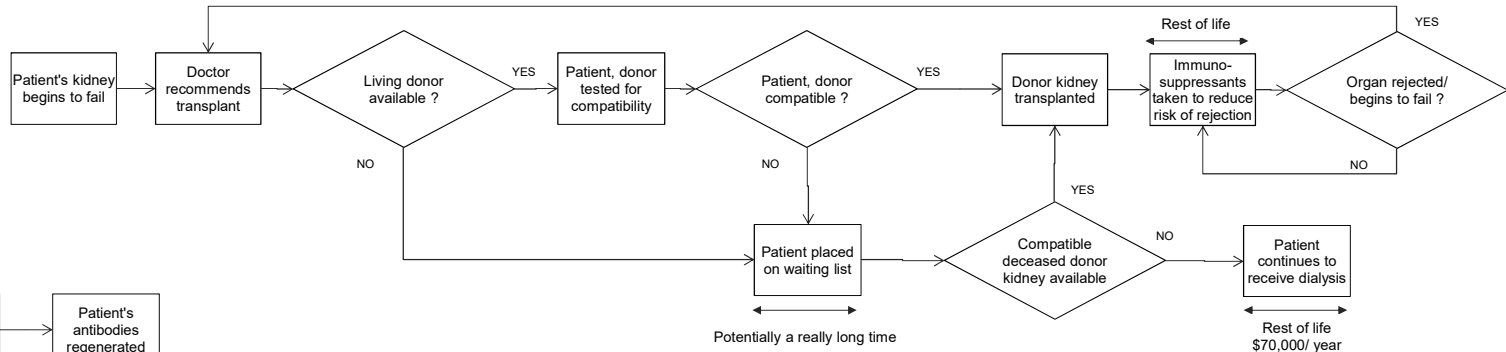 Patient's kidney
begins to fail
Doctor
recommends
transplant
Living donor
available ?
YES
NO
Patient, donor
tested for
compatibility
Patient, donor
compatible ?
YES
NO
Donor kidney
transplanted
Rest of life
Immuno-
suppressants
taken to reduce
risk of rejection
Organ rejected/
begins to fail ?
YES
NO
Patient placed
on waiting list
Potentially a really long time
Compatible
deceased donor
kidney available
YES
NO
Patient
continues to
receive dialysis
Rest of life
$70,000/ year
Patient's
antibodies
regenerated